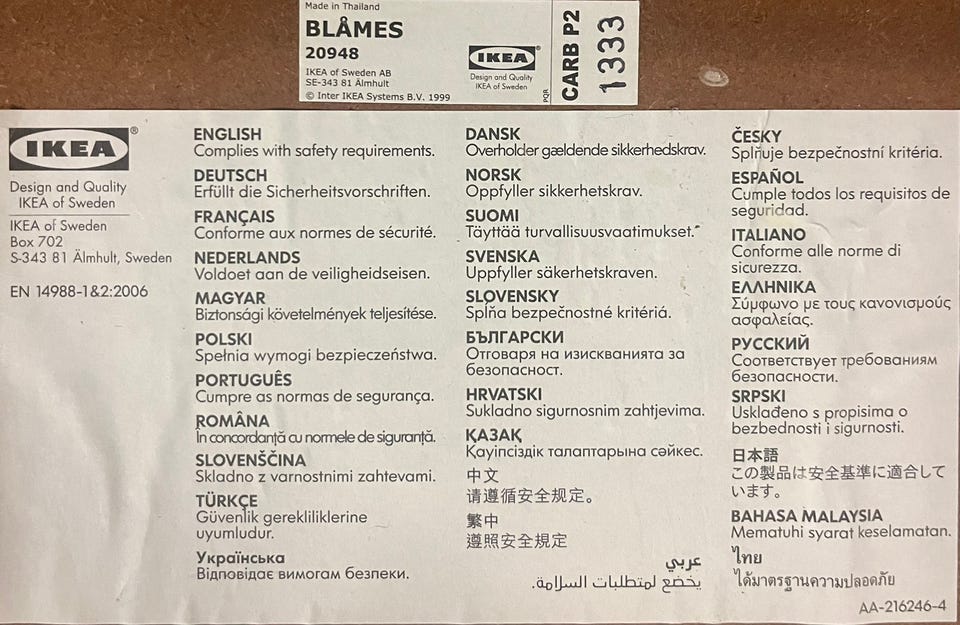 Made in Thailand
BLÅMES
20948
IKEA of Sweden AB
SE-343 81 Älmhult
© Inter IKEA Systems B.V. 1999
IKEA®
Design and Quality
IKEA of Sweden
PQR
CARB P2
1333
IKEA®
Design and Quality
IKEA of Sweden
IKEA of Sweden
Box 702
S-343 81 Älmhult, Sweden
EN 14988-1&2:2006
ENGLISH
Complies with safety requirements.
DEUTSCH
Erfüllt die Sicherheitsvorschriften.
FRANÇAIS
Conforme aux normes de sécurité.
NEDERLANDS
Voldoet aan de veiligheidseisen.
MAGYAR
Biztonsági követelmények teljesítése.
POLSKI
Spełnia wymogi bezpieczeństwa.
PORTUGUÊS
Cumpre as normas de segurança.
ROMÂNA
În concordanţă cu normele de siguranţă.
SLOVENŠČINA
Skladno z varnostnimi zahtevami.
TÜRKÇE
Güvenlik gerekliliklerine
uyumludur.
Українська
Відповідає вимогам безпеки.
DANSK
Overholder gældende sikkerhedskrav.
NORSK
Oppfyller sikkerhetskrav.
SUOMI
Täyttää turvallisuusvaatimukset.
SVENSKA
Uppfyller säkerhetskraven.
SLOVENSKY
Spĺňa bezpečnostné kritériá.
БЪЛГАРСКИ
Отговаря на изискванията за
безопасност.
HRVATSKI
Sukladno sigurnosnim zahtjevima.
ҚАЗАҚ
Қауіпсіздік талаптарына сәйкес.
中文
请遵循安全规定。
繁中
遵照安全規定
عربي
يخضع لمتطلبات السلامة.
ČESKY
Splňuje bezpečnostní kritéria.
ESPAÑOL
Cumple todos los requisitos de
seguridad.
ITALIANO
Conforme alle norme di
sicurezza.
ΕΛΛΗΝΙΚΑ
Σύμφωνο με τους κανονισμούς
ασφαλείας.
РУССКИЙ
Соответствует требованиям
безопасности.
SRPSKI
Usklađeno s propisima o
bezbednosti i sigurnosti.
日本語
この製品は安全基準に適合して
います。
BAHASA MALAYSIA
Mematuhi syarat keselamatan.
ไทย
ได้มาตรฐานความปลอดภัย
AA-216246-4